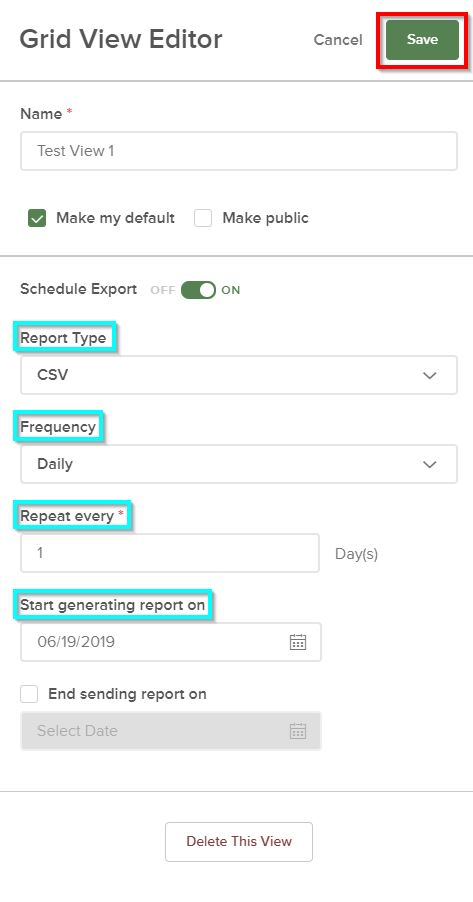 Grid View Editor
Cancel
Save
Name *
Test View 1
Make my default
Make public
Schedule Export OFF ON
Report Type
CSV
Frequency
Daily
Repeat every *
1 Day(s)
Start generating report on
06/19/2019
End sending report on
Select Date
Delete This View